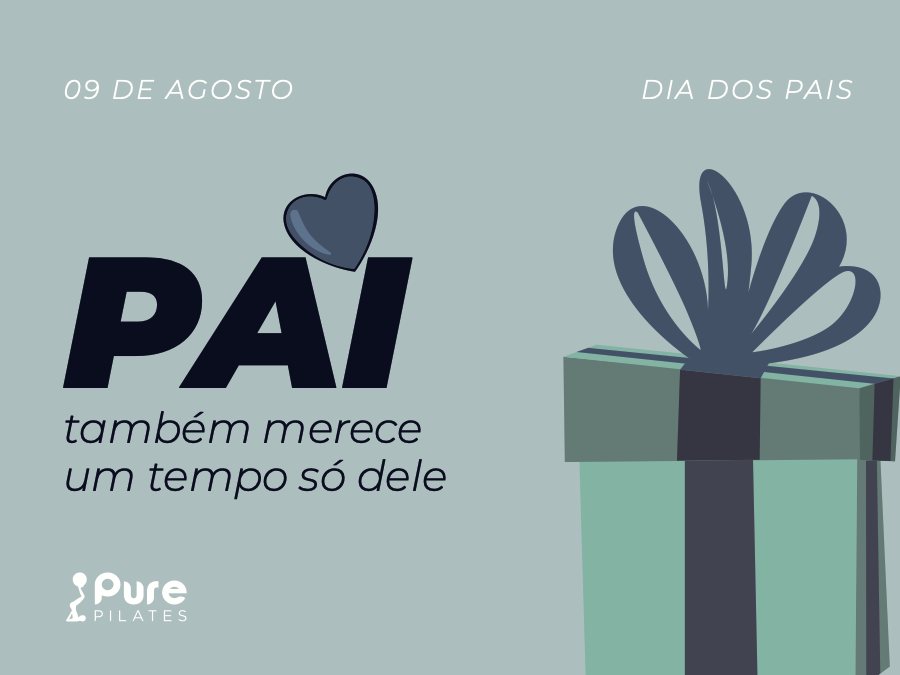 09 DE AGOSTO
DIA DOS PAIS
PAI
também merece
um tempo só dele
Pure
PILATES